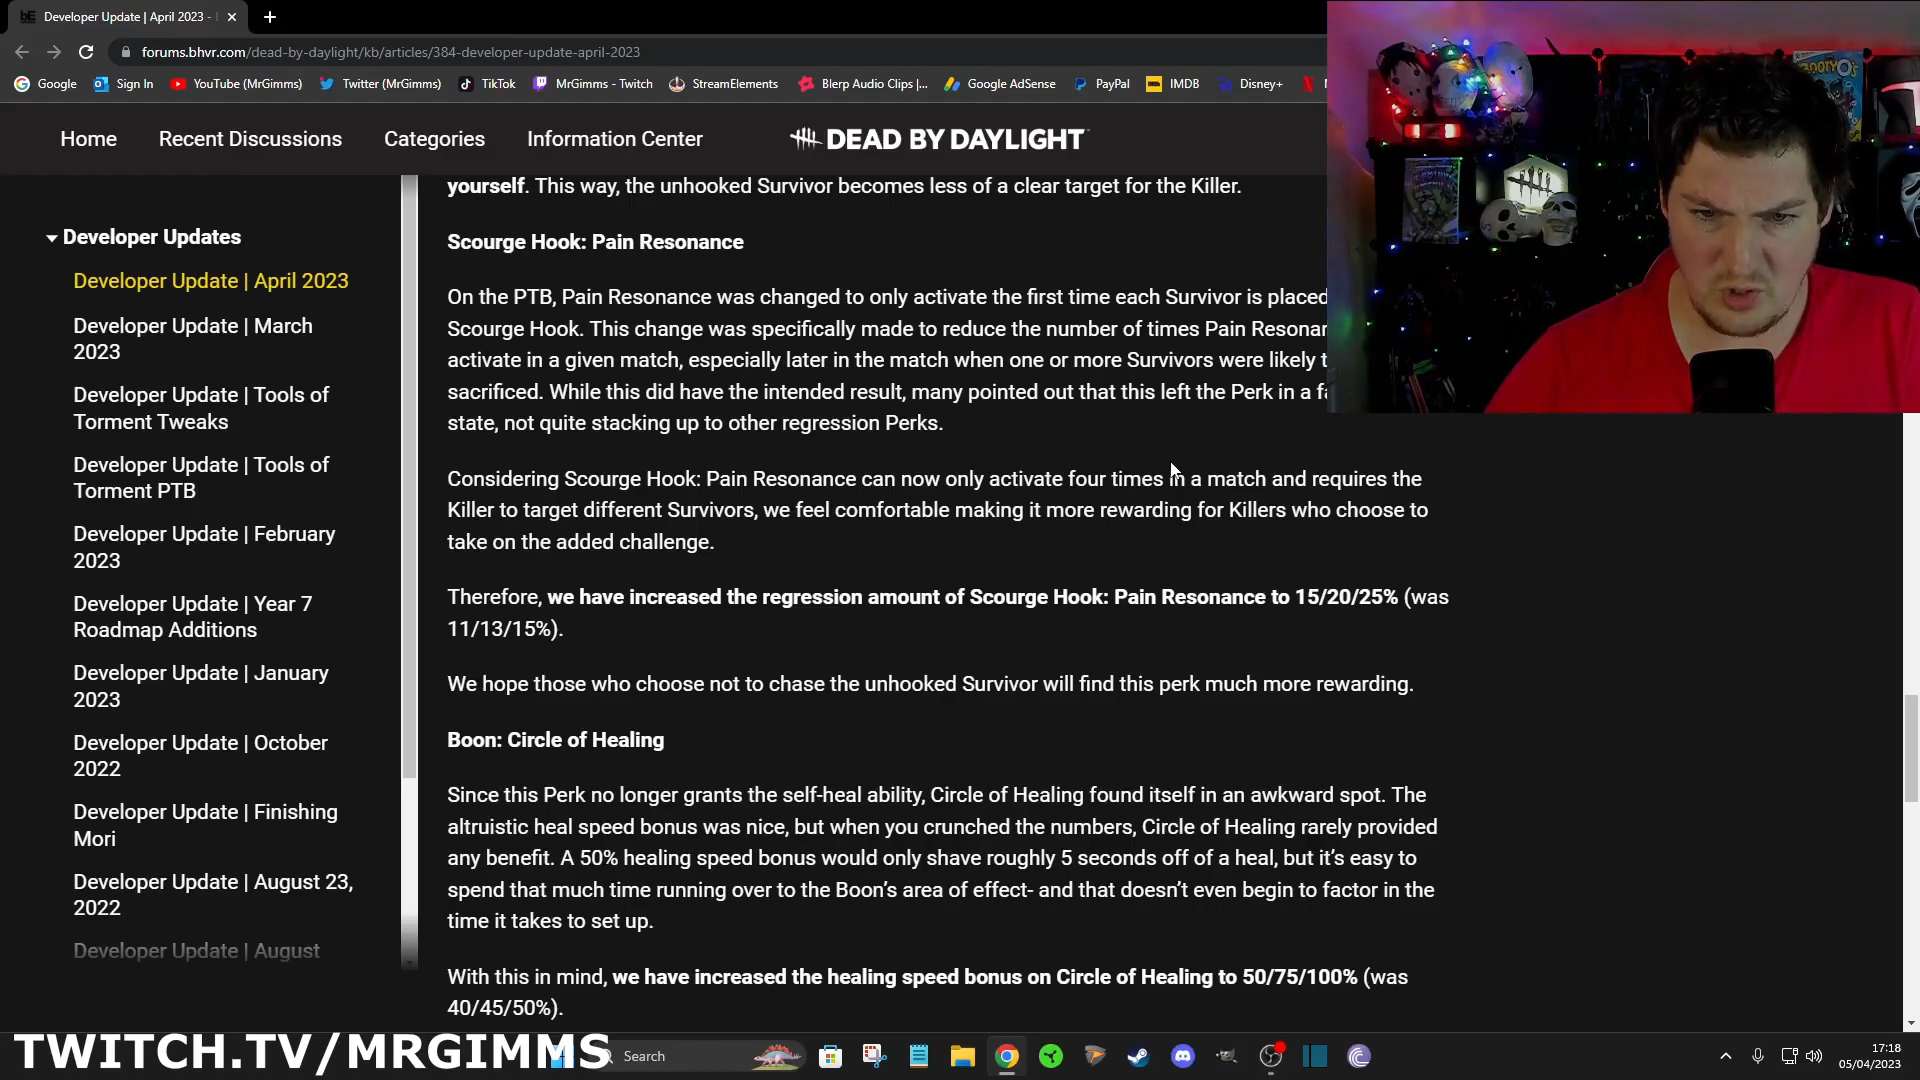 Developer Update | April 2023 -
forums.bhvr.com/dead-by-daylight/kb/articles/384-developer-update-april-2023
Google Sign In YouTube (MrGimms) Twitter (MrGimms) TikTok MrGimms - Twitch StreamElements Blerp Audio Clips |... Google AdSense PayPal IMDB Disney+
Home Recent Discussions Categories Information Center DEAD BY DAYLIGHT
Developer Updates
Developer Update | April 2023
Developer Update | March
2023
Developer Update | Tools of
Torment Tweaks
Developer Update | Tools of
Torment PTB
Developer Update | February
2023
Developer Update | Year 7
Roadmap Additions
Developer Update | January
2023
Developer Update | October
2022
Developer Update | Finishing
Mori
Developer Update | August 23,
2022
Developer Update | August
yourself. This way, the unhooked Survivor becomes less of a clear target for the Killer.
Scourge Hook: Pain Resonance
On the PTB, Pain Resonance was changed to only activate the first time each Survivor is placed
Scourge Hook. This change was specifically made to reduce the number of times Pain Resonan
activate in a given match, especially later in the match when one or more Survivors were likely t
sacrificed. While this did have the intended result, many pointed out that this left the Perk in a fa
state, not quite stacking up to other regression Perks.
Considering Scourge Hook: Pain Resonance can now only activate four times in a match and requires the
Killer to target different Survivors, we feel comfortable making it more rewarding for Killers who choose to
take on the added challenge.
Therefore, we have increased the regression amount of Scourge Hook: Pain Resonance to 15/20/25% (was
11/13/15%).
We hope those who choose not to chase the unhooked Survivor will find this perk much more rewarding.
Boon: Circle of Healing
Since this Perk no longer grants the self-heal ability, Circle of Healing found itself in an awkward spot. The
altruistic heal speed bonus was nice, but when you crunched the numbers, Circle of Healing rarely provided
any benefit. A 50% healing speed bonus would only shave roughly 5 seconds off of a heal, but it's easy to
spend that much time running over to the Boon's area of effect- and that doesn't even begin to factor in the
time it takes to set up.
With this in mind, we have increased the healing speed bonus on Circle of Healing to 50/75/100% (was
40/45/50%).
TWITCH.TV/MRGIMMS
Search
17:18
05/04/2023